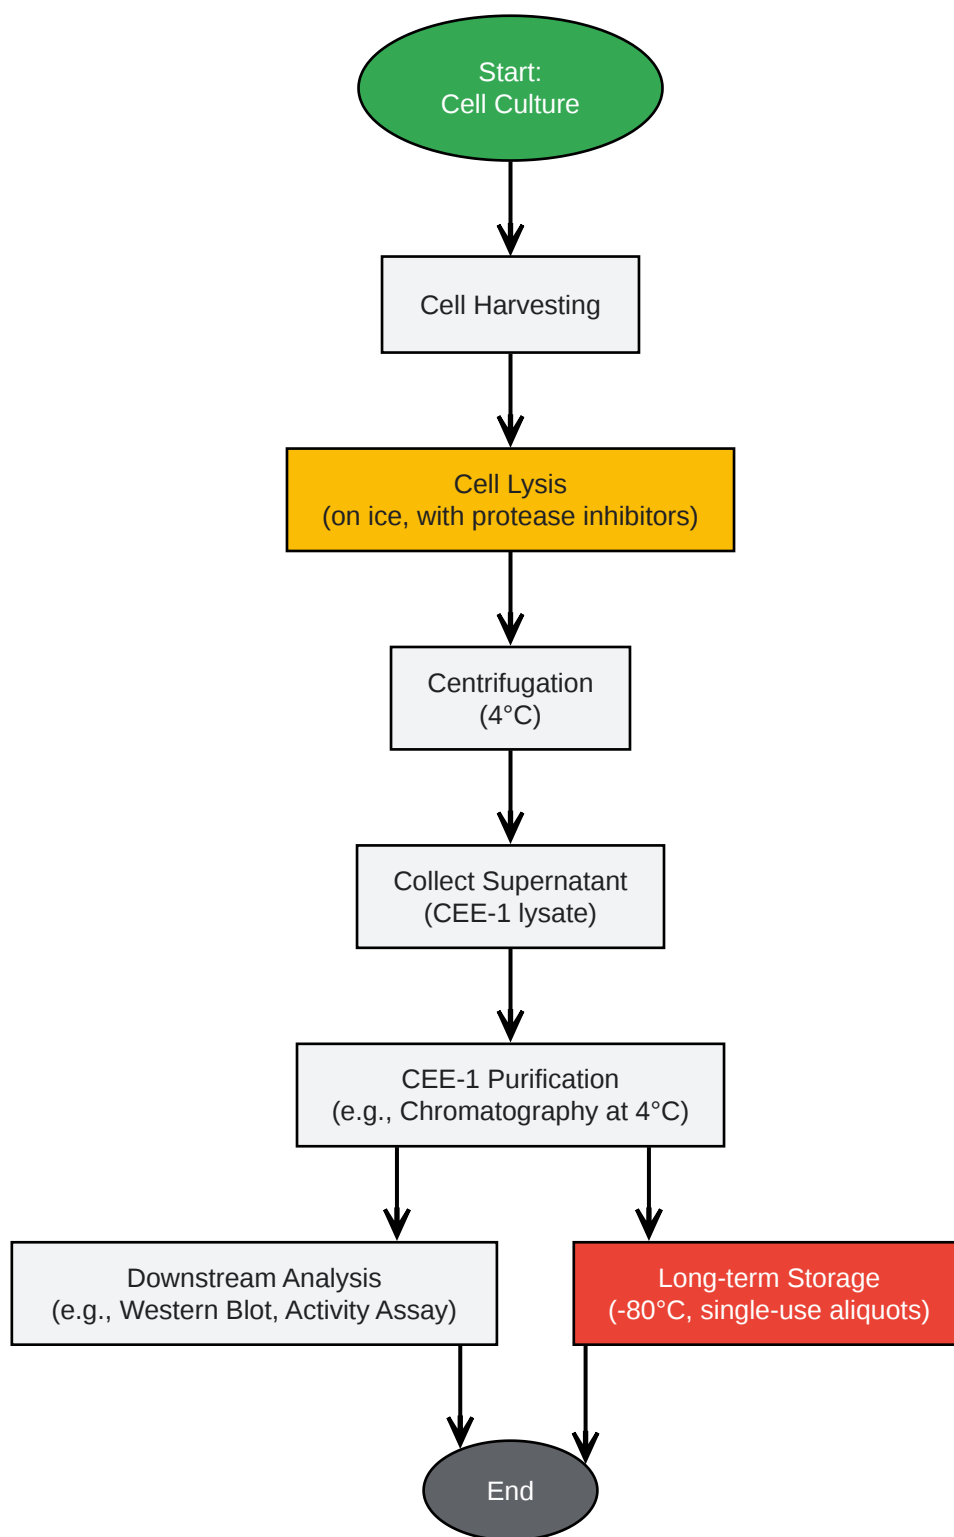 Start:
Cell Culture
Cell Harvesting
Cell Lysis
(on ice, with protease inhibitors)
Centrifugation
(4°C)
Collect Supernatant
(CEE-1 lysate)
CEE-1 Purification
(e.g., Chromatography at 4°C)
Downstream Analysis
(e.g., Western Blot, Activity Assay)
Long-term Storage
(-80°C, single-use aliquots)
End